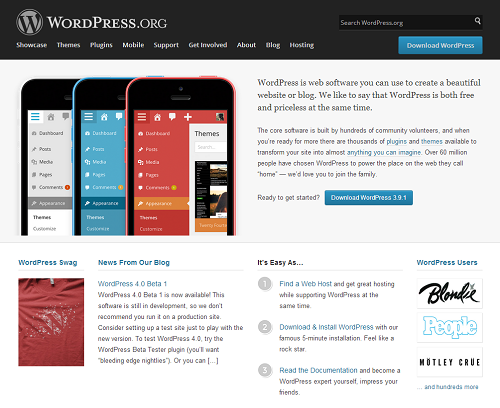 WORDPRESS.ORG
Search WordPress.org
Showcase Themes Plugins Mobile Support Get Involved About Blog Hosting
Download WordPress
WordPress is web software you can use to create a beautiful
website or blog. We like to say that WordPress is both free
and priceless at the same time.
The core software is built by hundreds of community volunteers, and when
you're ready for more there are thousands of plugins and themes available to
transform your site into almost anything you can imagine. Over 60 million
people have chosen WordPress to power the place on the web they call
"home" — we'd love you to join the family.
Ready to get started? Download WordPress 3.9.1
Dashboard
Posts
Media
Pages
Comments
Appearance
Themes
Customize
Dashboard
Posts
Media
Pages
Comments
Appearance
Themes
Customize
Dashboard
Posts
Media
Pages
Comments
Appearance
Themes
Customize
Themes
Search...
WordPress Swag
News From Our Blog
WordPress 4.0 Beta 1
WordPress 4.0 Beta 1 is now available! This
software is still in development, so we don't
recommend you run it on a production site.
Consider setting up a test site just to play with the
new version. To test WordPress 4.0, try the
WordPress Beta Tester plugin (you'll want
"bleeding edge nightlies"). Or you can […]
It's Easy As…
1 Find a Web Host and get great hosting
while supporting WordPress at the
same time.
2 Download & Install WordPress with our
famous 5-minute installation. Feel like a
rock star.
3 Read the Documentation and become a
WordPress expert yourself, impress your
friends.
WordPress Users
Blondie
People
MÖTLEY CRÜE
... and hundreds more